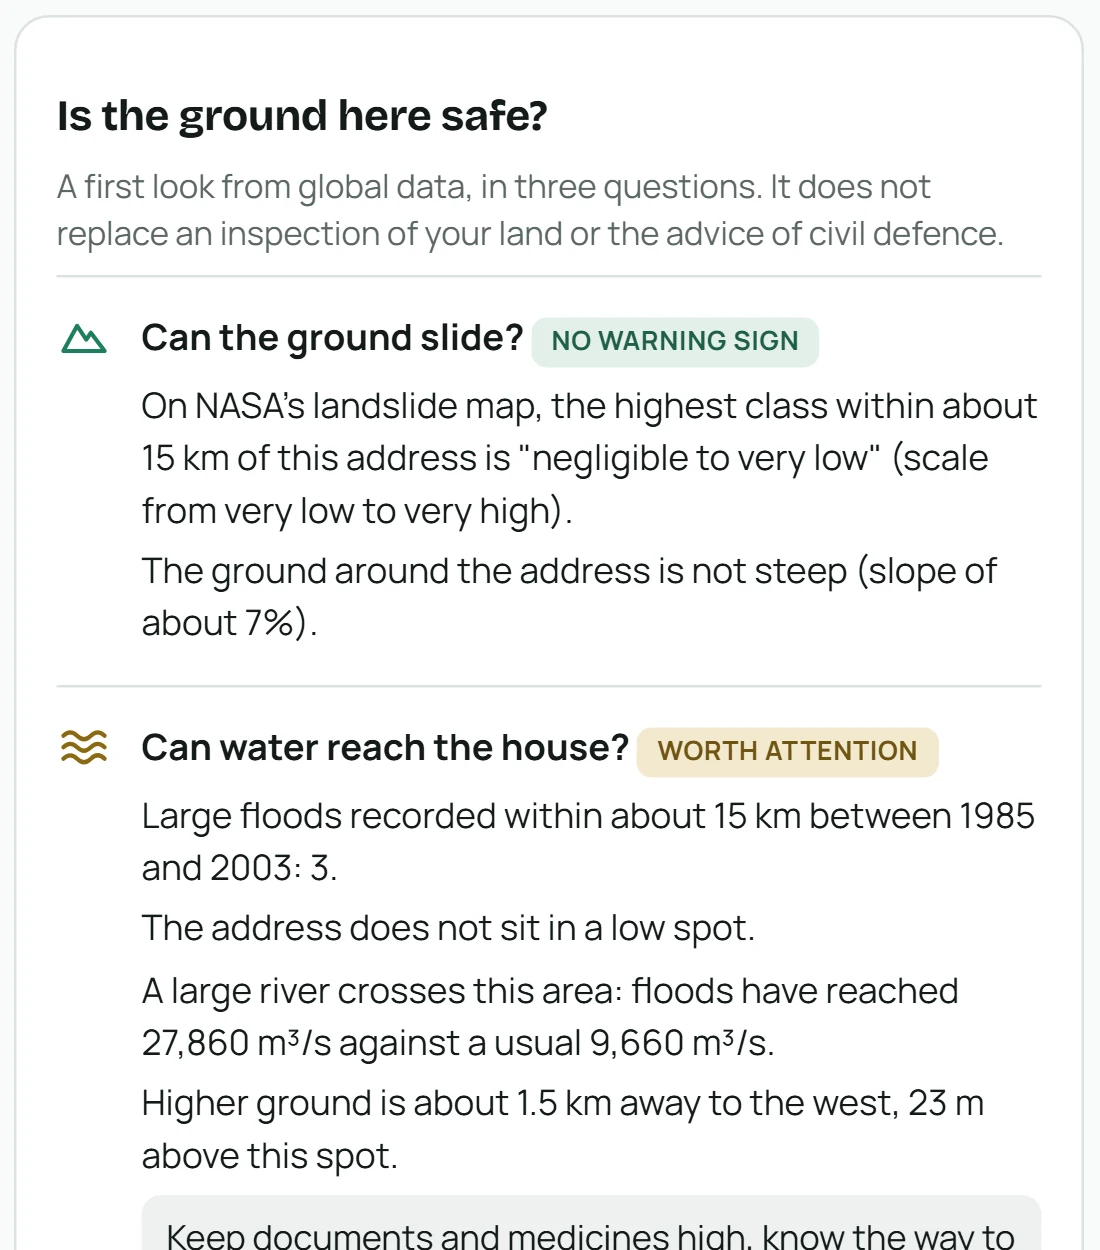 Is the ground here safe?
A first look from global data, in three questions. It does not
replace an inspection of your land or the advice of civil defence.
Can the ground slide? NO WARNING SIGN
On NASA’s landslide map, the highest class within about
15 km of this address is "negligible to very low" (scale
from very low to very high).
The ground around the address is not steep (slope of
about 7%).
Can water reach the house? WORTH ATTENTION
Large floods recorded within about 15 km between 1985
and 2003: 3.
The address does not sit in a low spot.
A large river crosses this area: floods have reached
27,860 m³/s against a usual 9,660 m³/s.
Higher ground is about 1.5 km away to the west, 23 m
above this spot.
Keep documents and medicines high, know the way to